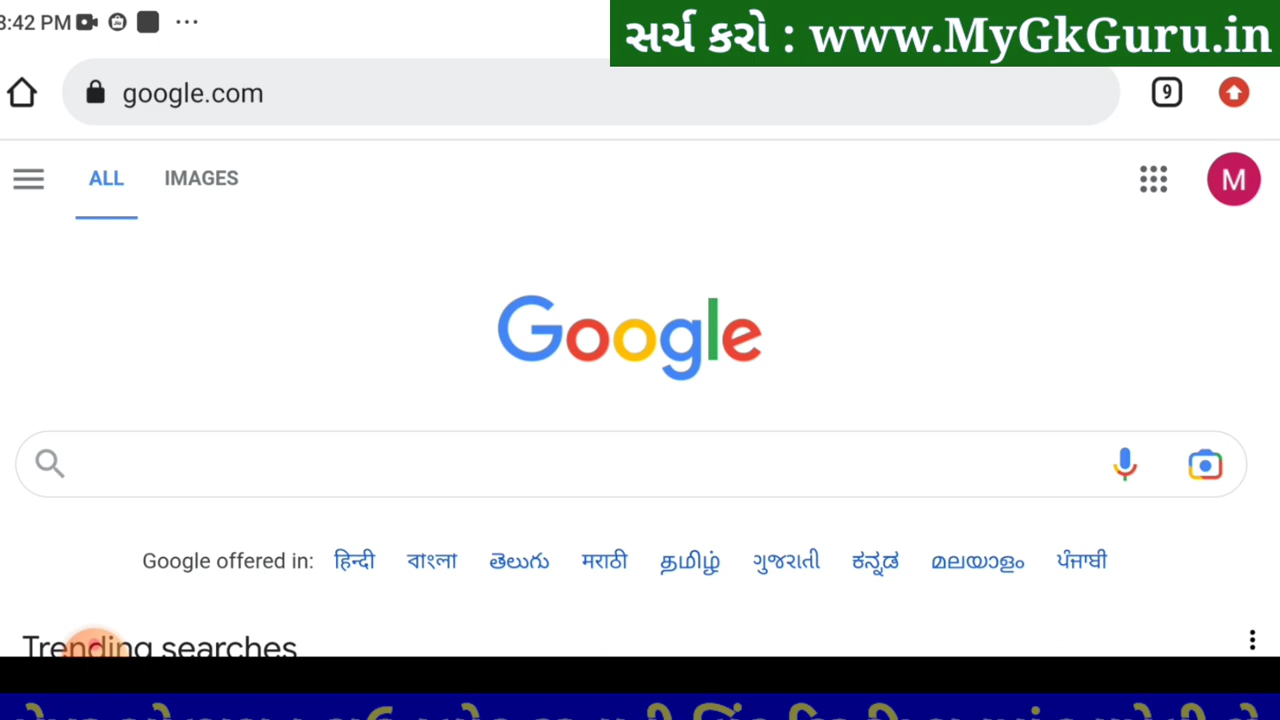 3:42 PM
સર્ચ કરો : www.MyGkGuru.in
google.com
9
ALL IMAGES
M
Google
Google offered in: हिन्दी বাংলা తెలుగు मराठी தமிழ் ગુજરાતી ಕನ್ನಡ മലയാളം ਪੰਜਾਬੀ
Trending searches